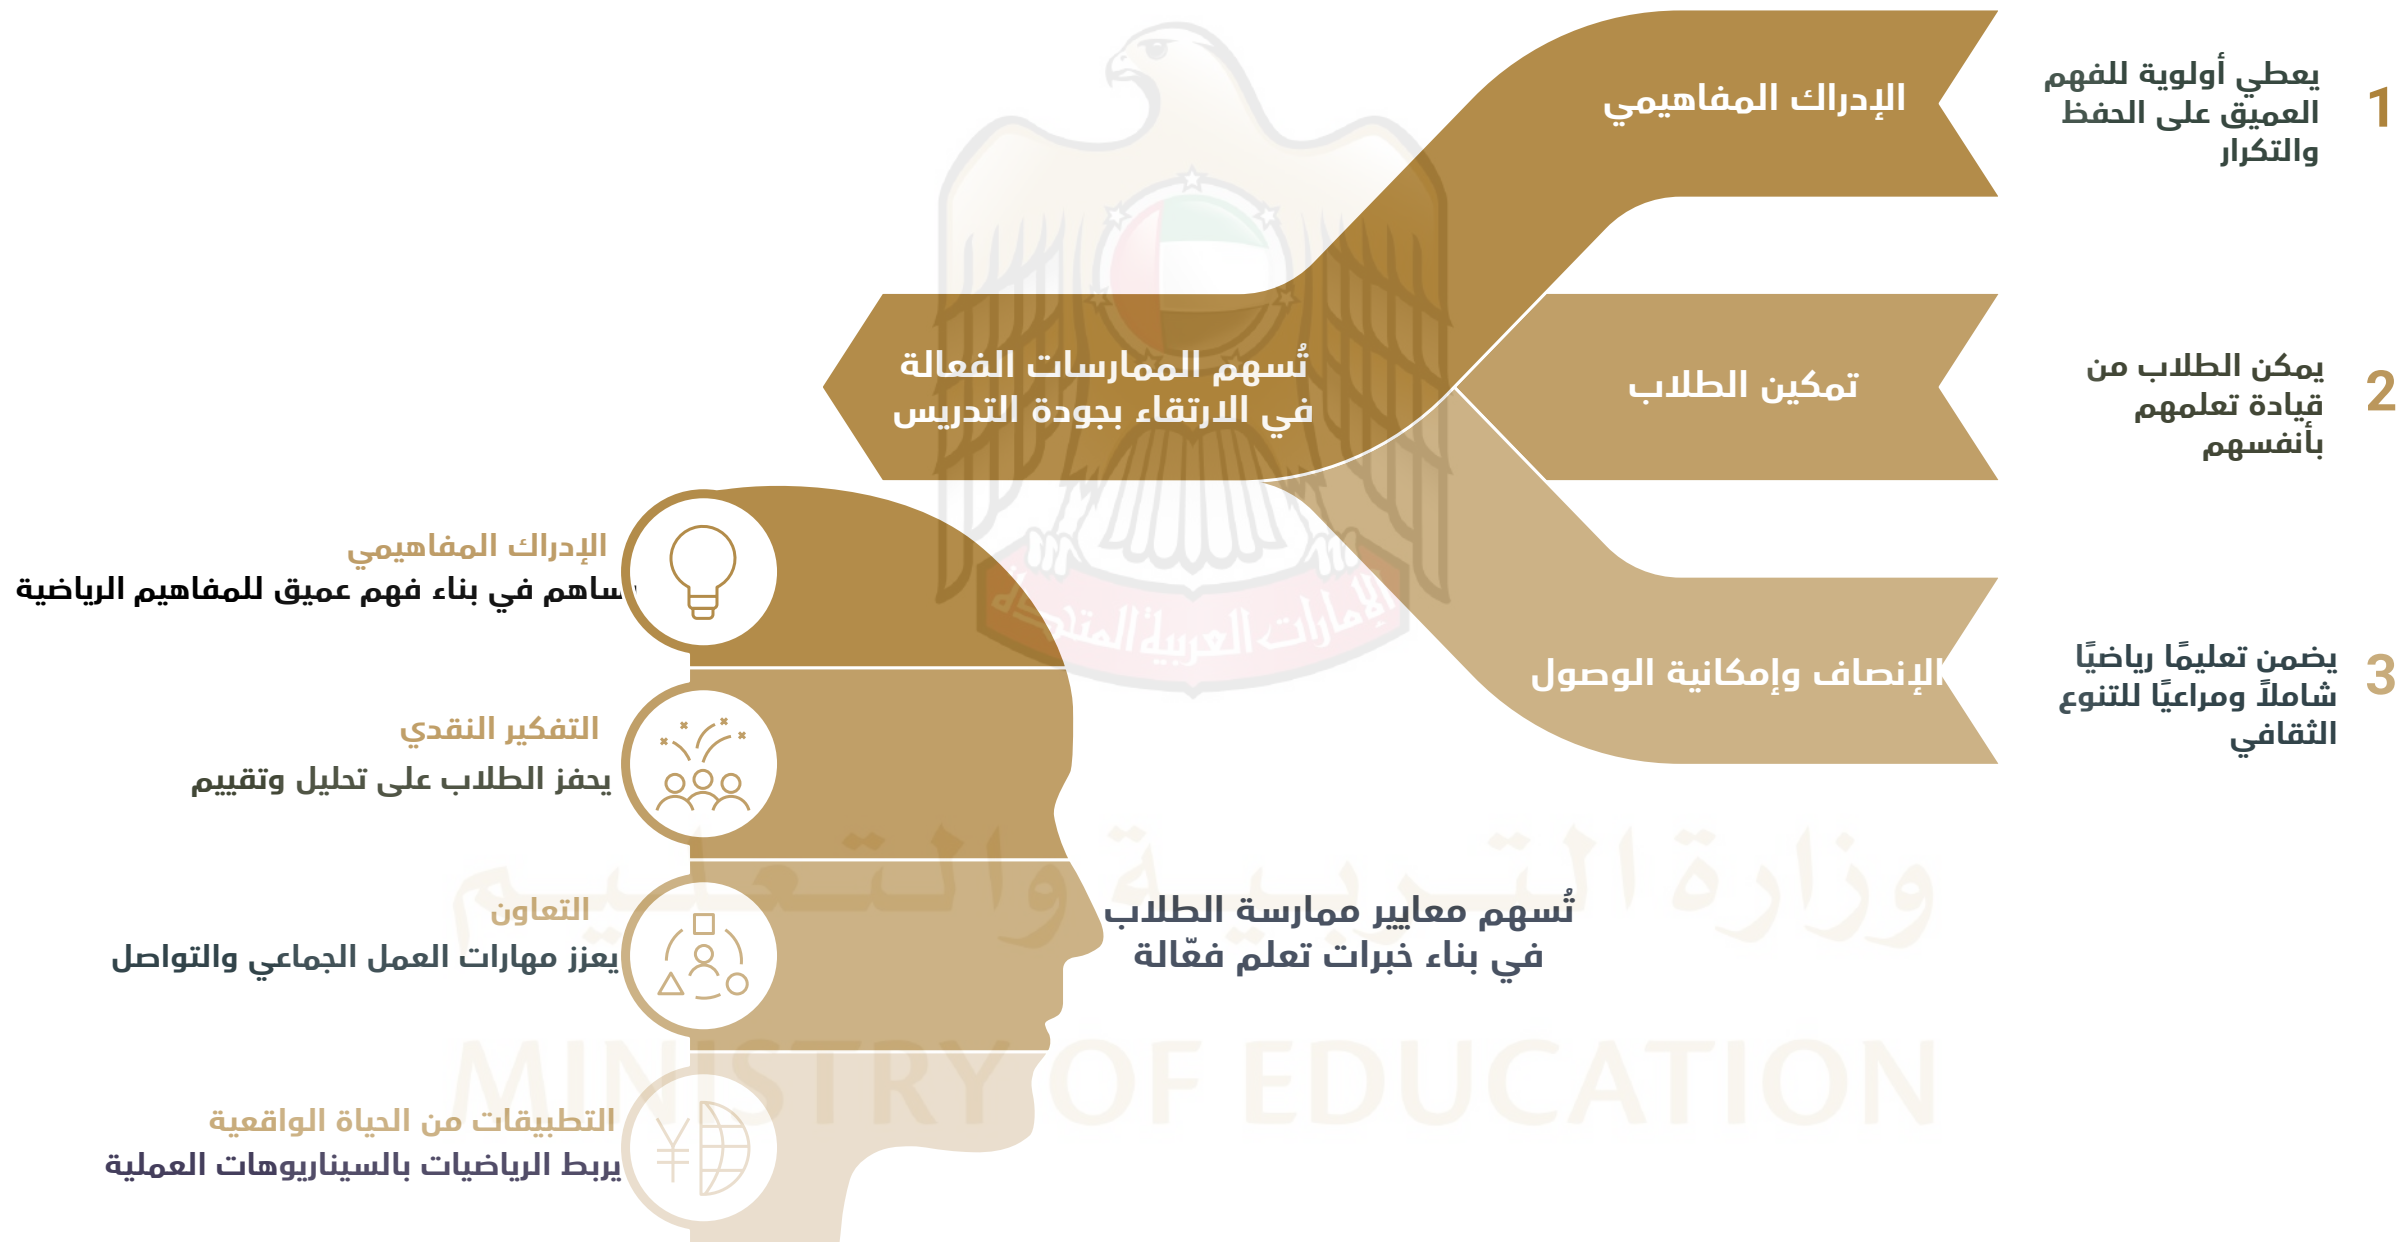 1
يعطي أولوية للفهم
العميق على الحفظ
والتكرار
الإدراك المفاهيمي
2
يمكن الطلاب من
قيادة تعلمهم
بأنفسهم
تمكين الطلاب
3
يضمن تعليمًا رياضيًا
شاملاً ومراعيًا للتنوع
الثقافي
الإنصاف وإمكانية الوصول
تُسهم الممارسات الفعالة
في الارتقاء بجودة التدريس
الإمارات العربية المتحدة
الإدراك المفاهيمي
ساهم في بناء فهم عميق للمفاهيم الرياضية
التفكير النقدي
يحفز الطلاب على تحليل وتقييم
التعاون
يعزز مهارات العمل الجماعي والتواصل
التطبيقات من الحياة الواقعية
يربط الرياضيات بالسيناريوهات العملية
تُسهم معايير ممارسة الطلاب
في بناء خبرات تعلم فعّالة
وزارة التربية والتعليم
MINISTRY OF EDUCATION